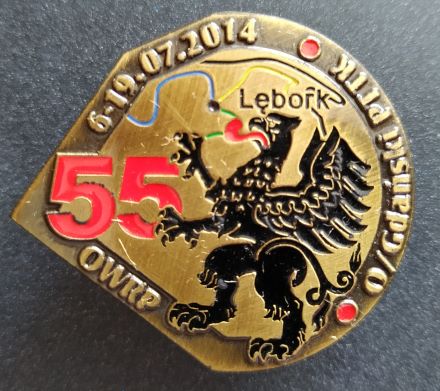 6-19.07.2014
O/Gdański PTTK
Lębork
55
OWRP